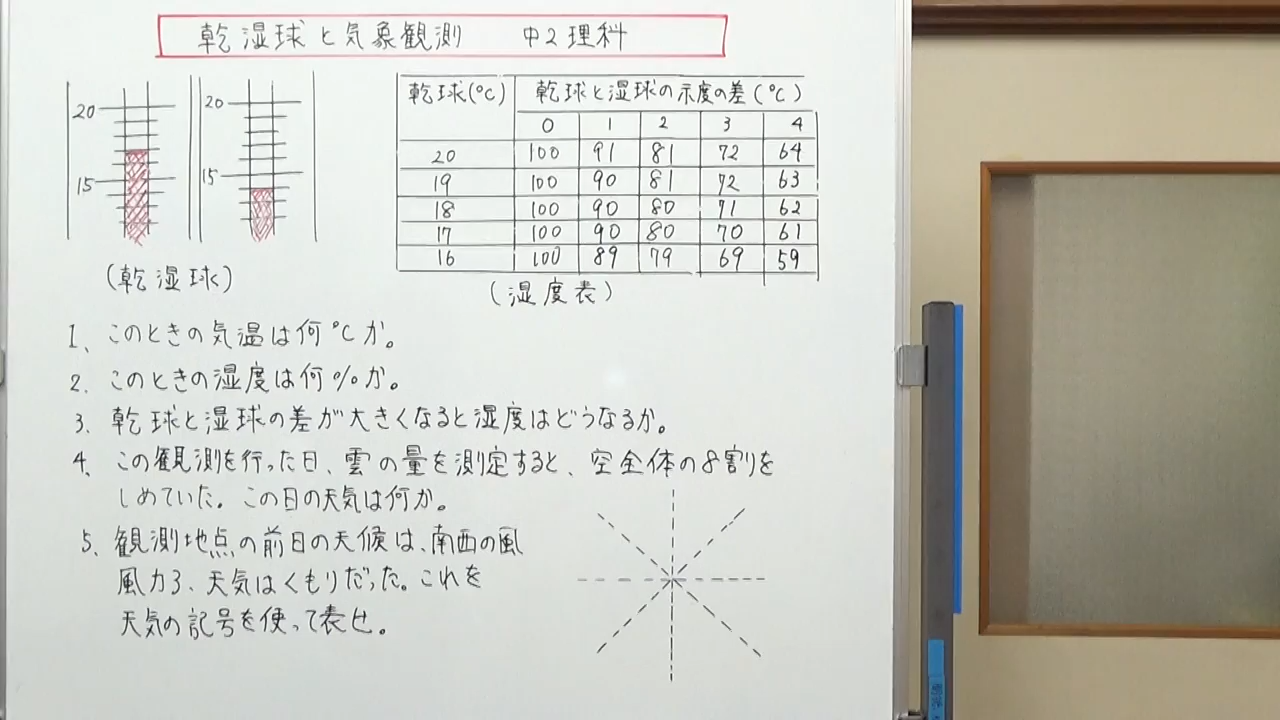 乾湿球と気象観測 中2理科
20
15
20
15
(乾湿球)
乾球(℃) 乾球と湿球の示度の差(℃)
0 1 2 3 4
20 100 91 81 72 64
19 100 90 81 72 63
18 100 90 80 71 62
17 100 90 80 70 61
16 100 89 79 69 59
(湿度表)
1、このときの気温は何℃か。
2、このときの湿度は何%か。
3、乾球と湿球の差が大きくなると湿度はどうなるか。
4、この観測を行った日、雲の量を測定すると、空全体の8割を
しめていた。この日の天気は何か。
5、観測地点の前日の天候は、南西の風
風力3、天気はくもりだった。これを
天気の記号を使って表せ。